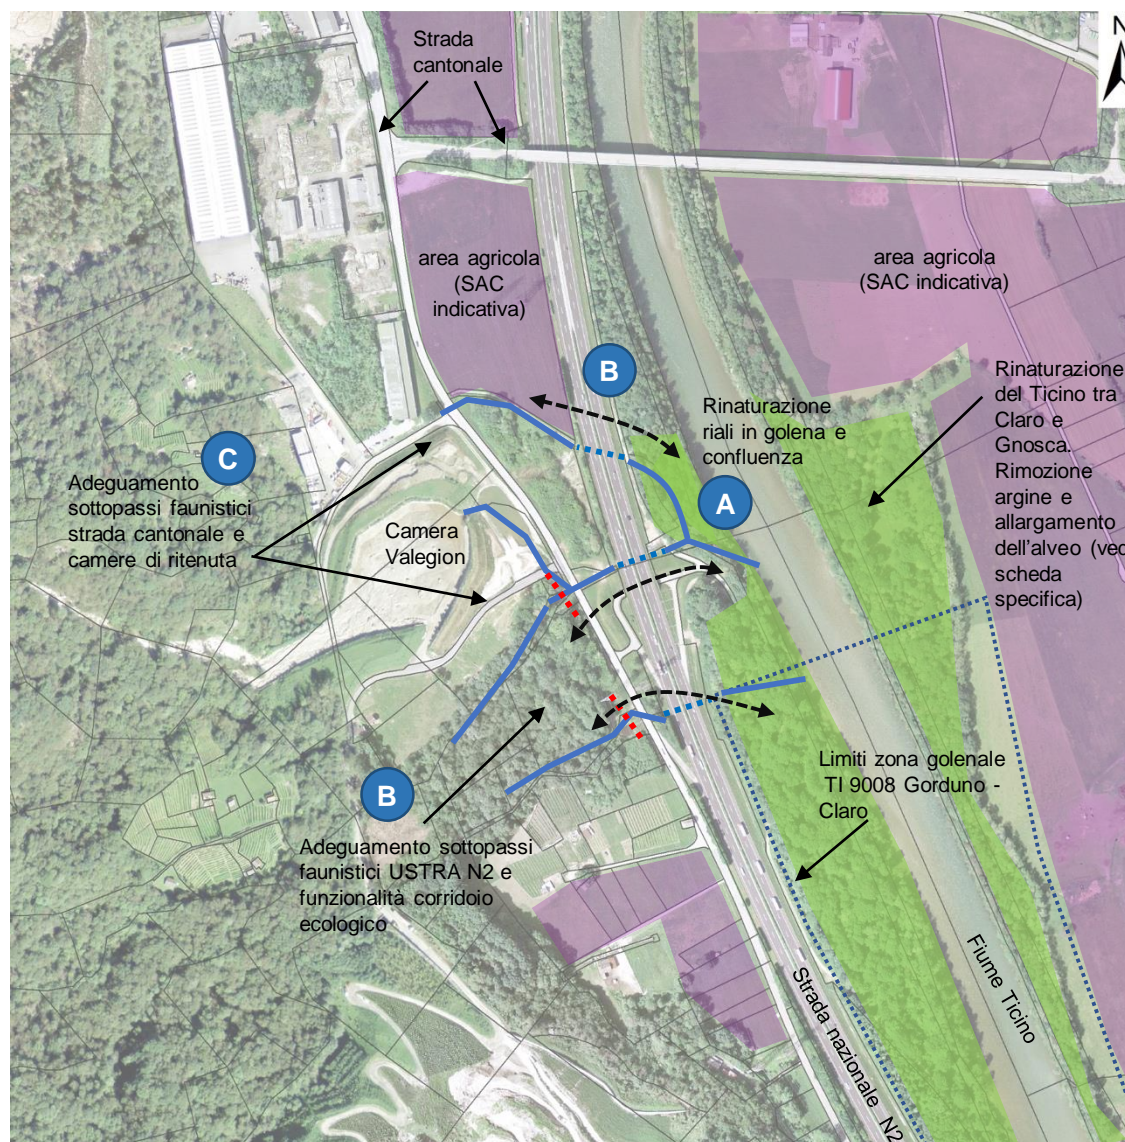 Strada
cantonale
N
area agricola
(SAC
indicativa)
area agricola
(SAC indicativa)
B
Rinaturazione
riali in golena e
confluenza
Rinaturazione
del Ticino tra
Claro e
Gnosca.
Rimozione
argine e
allargamento
dell'alveo (ved
scheda
specifica)
C
Adeguamento
sottopassi faunistici
strada cantonale e
camere di ritenuta
A
Camera
Valegion
B
Adeguamento sottopassi
faunistici USTRA N2 e
funzionalità corridoio
ecologico
Limiti zona golenale
TI 9008 Gorduno -
Claro
Strada nazionale N2
Fiume Ticino